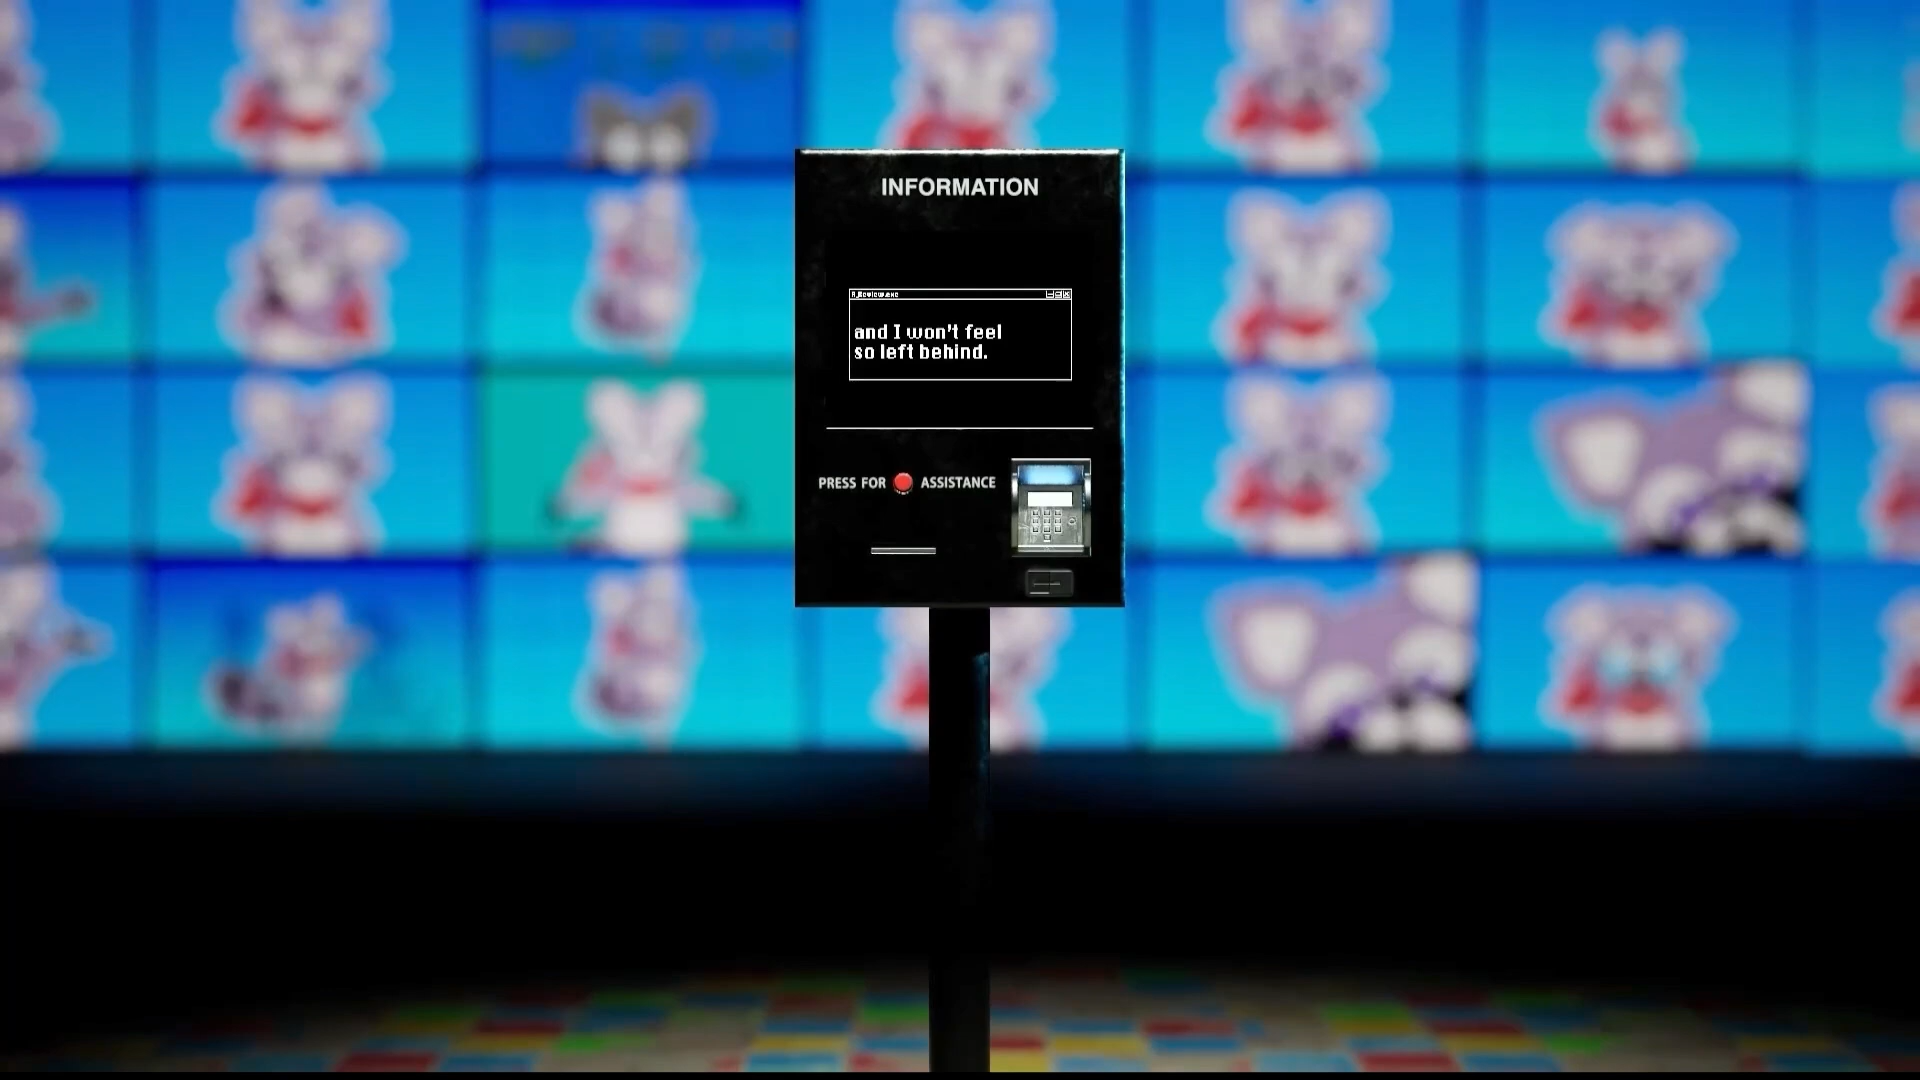 INFORMATION
and I won't feel
so left behind.
PRESS FOR ASSISTANCE